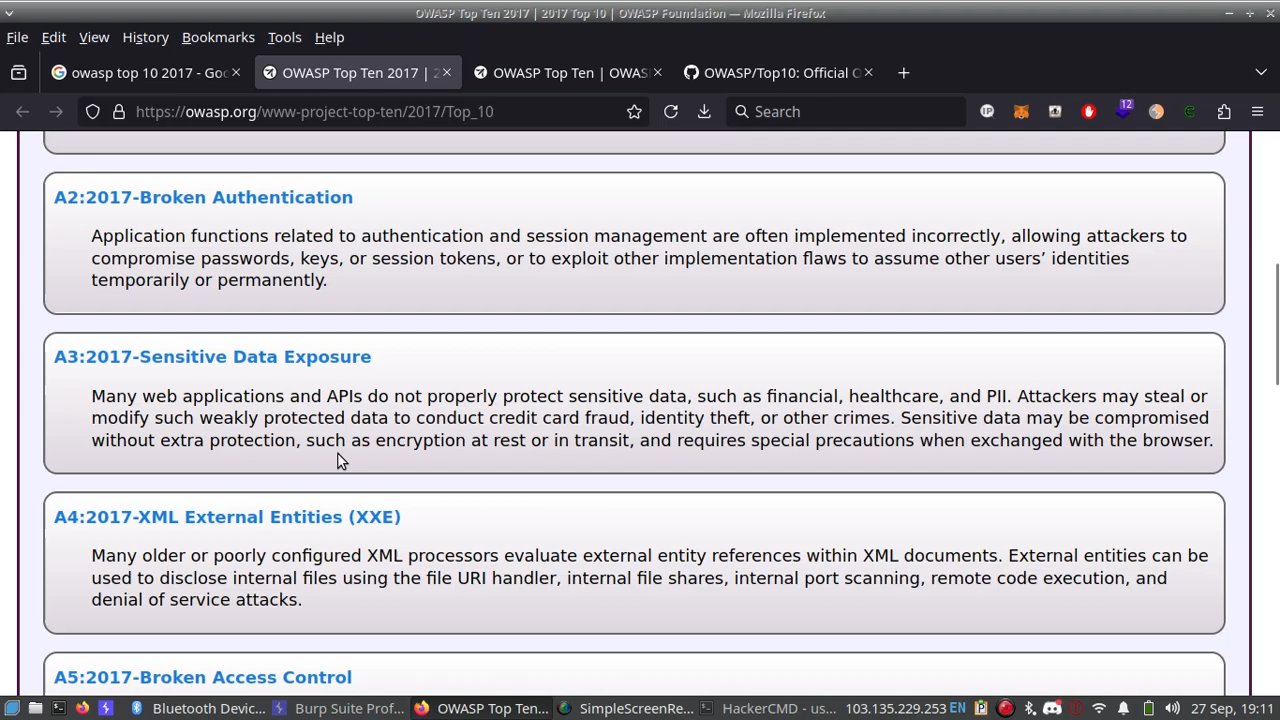 OWASP Top Ten 2017 | 2017 Top 10 | OWASP Foundation — Mozilla Firefox
File Edit View History Bookmarks Tools Help
owasp top 10 2017 - Goo
OWASP Top Ten 2017 | 2
OWASP Top Ten | OWAS
OWASP/Top10: Official O
https://owasp.org/www-project-top-ten/2017/Top_10
Search
IP
12
A2:2017-Broken Authentication
Application functions related to authentication and session management are often implemented incorrectly, allowing attackers to
compromise passwords, keys, or session tokens, or to exploit other implementation flaws to assume other users’ identities
temporarily or permanently.
A3:2017-Sensitive Data Exposure
Many web applications and APIs do not properly protect sensitive data, such as financial, healthcare, and PII. Attackers may steal or
modify such weakly protected data to conduct credit card fraud, identity theft, or other crimes. Sensitive data may be compromised
without extra protection, such as encryption at rest or in transit, and requires special precautions when exchanged with the browser.
A4:2017-XML External Entities (XXE)
Many older or poorly configured XML processors evaluate external entity references within XML documents. External entities can be
used to disclose internal files using the file URI handler, internal file shares, internal port scanning, remote code execution, and
denial of service attacks.
A5:2017-Broken Access Control
Bluetooth Devic... Burp Suite Prof... OWASP Top Ten... SimpleScreenRe... HackerCMD - us... 103.135.229.253 EN 27 Sep, 19:11